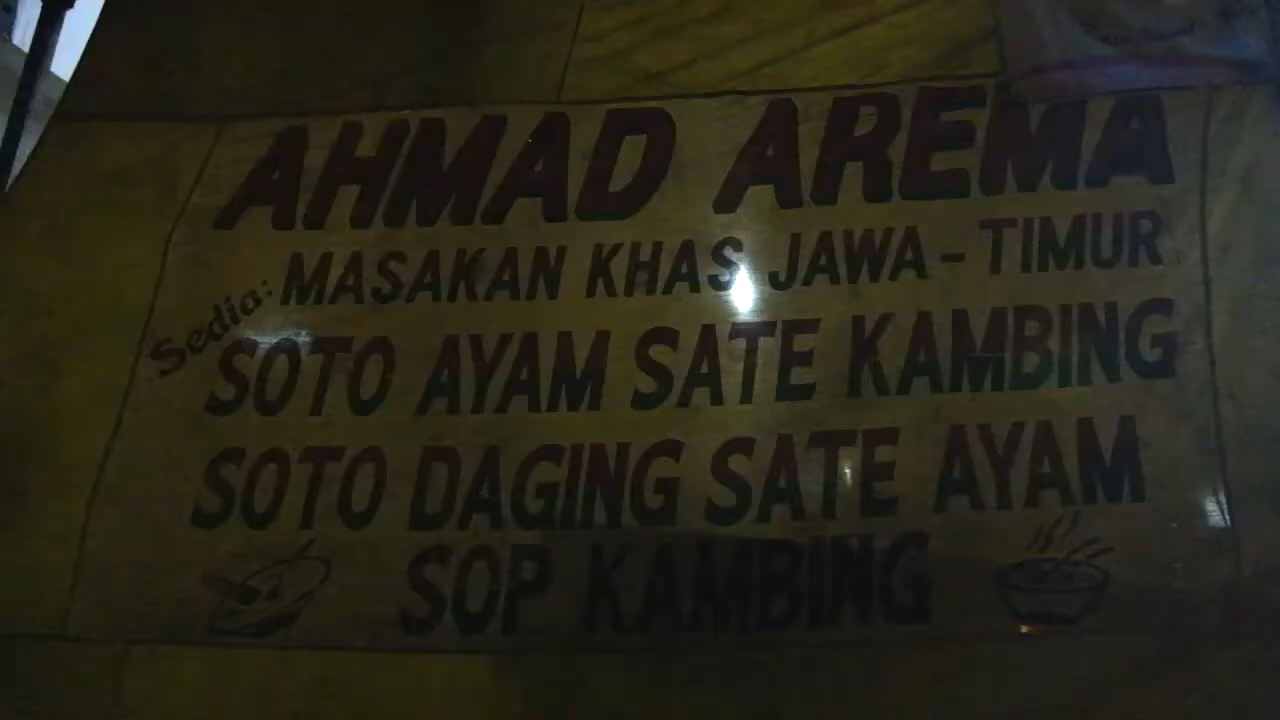 AHMAD AREMA
Sedia: MASAKAN KHAS JAWA - TIMUR
SOTO AYAM SATE KAMBING
SOTO DAGING SATE AYAM
SOP KAMBING